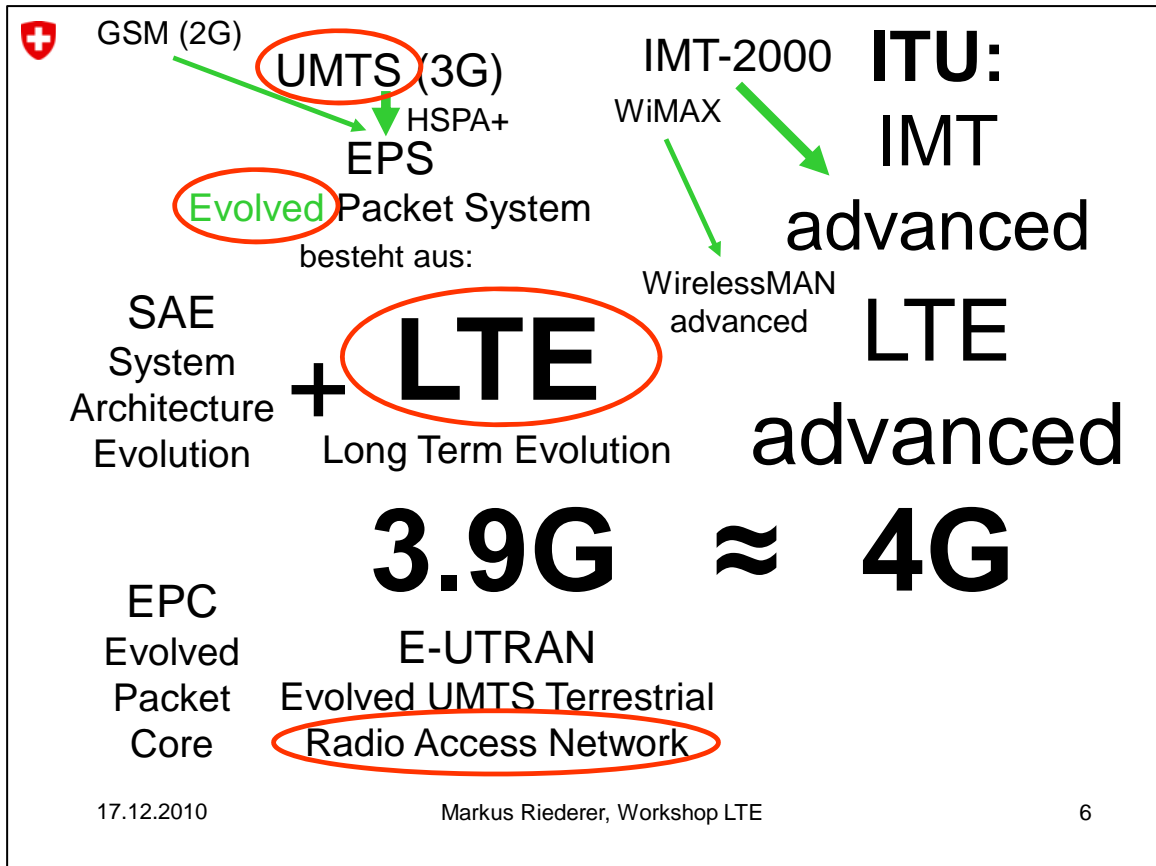 GSM (2G)
UMTS (3G)
HSPA+
EPS
Evolved Packet System
besteht aus:
IMT-2000
WiMAX
WirelessMAN
advanced
ITU:
IMT
advanced
LTE
advanced
SAE
System
Architecture
Evolution
+
LTE
Long Term Evolution
3.9G ≈ 4G
EPC
Evolved
Packet
Core
E-UTRAN
Evolved UMTS Terrestrial
Radio Access Network
17.12.2010 Markus Riederer, Workshop LTE 6